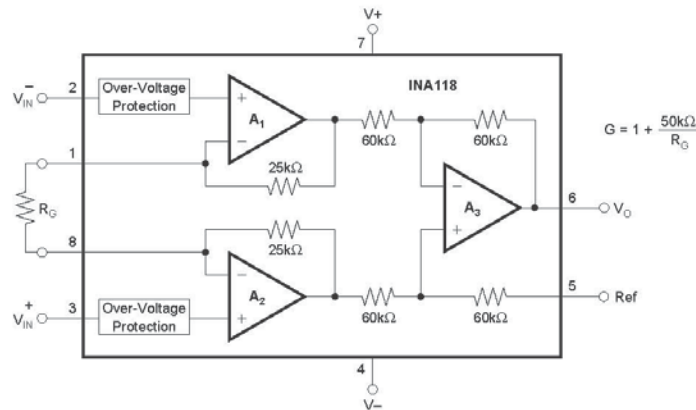 V+
7
INA118
2
Over-Voltage
Protection
V⁻IN
A1
60kΩ
60kΩ
G = 1 + 50kΩ / RG
1
25kΩ
RG
A3
6
VO
8
25kΩ
5
Ref
A2
3
Over-Voltage
Protection
V⁺IN
60kΩ
60kΩ
4
V–